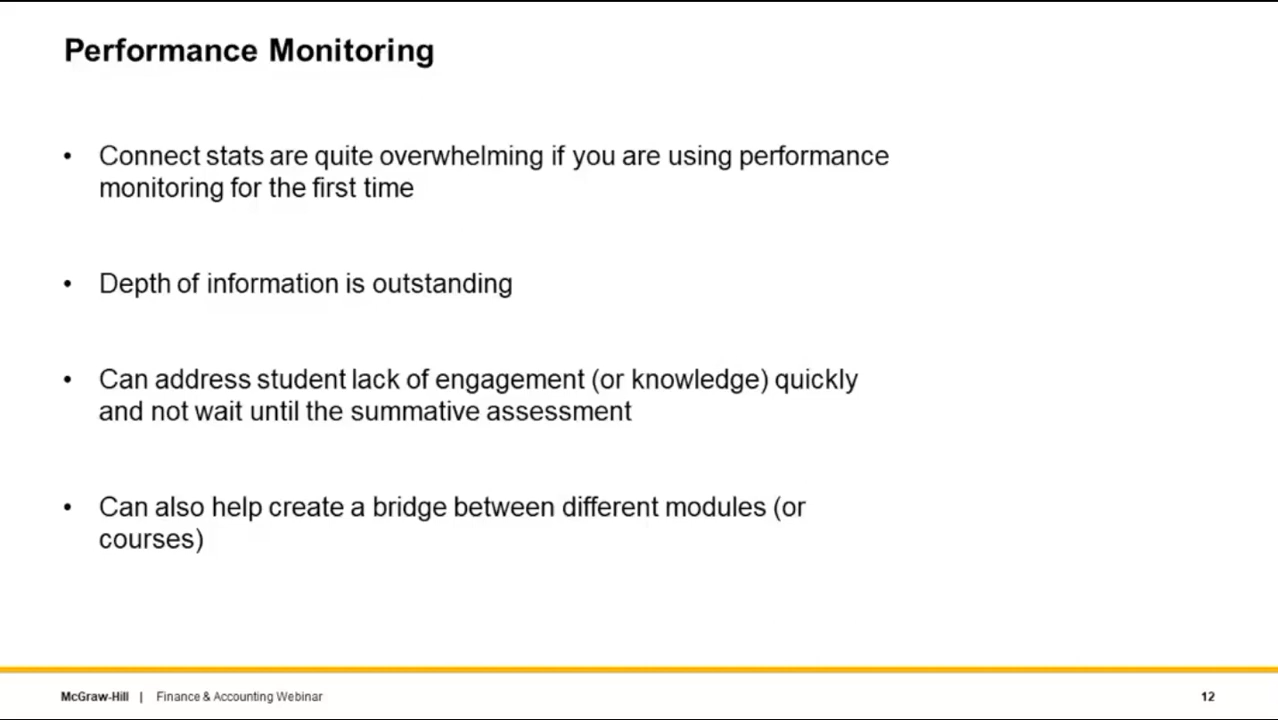 Performance Monitoring
• Connect stats are quite overwhelming if you are using performance
monitoring for the first time
• Depth of information is outstanding
• Can address student lack of engagement (or knowledge) quickly
and not wait until the summative assessment
• Can also help create a bridge between different modules (or
courses)
McGraw-Hill | Finance & Accounting Webinar 12